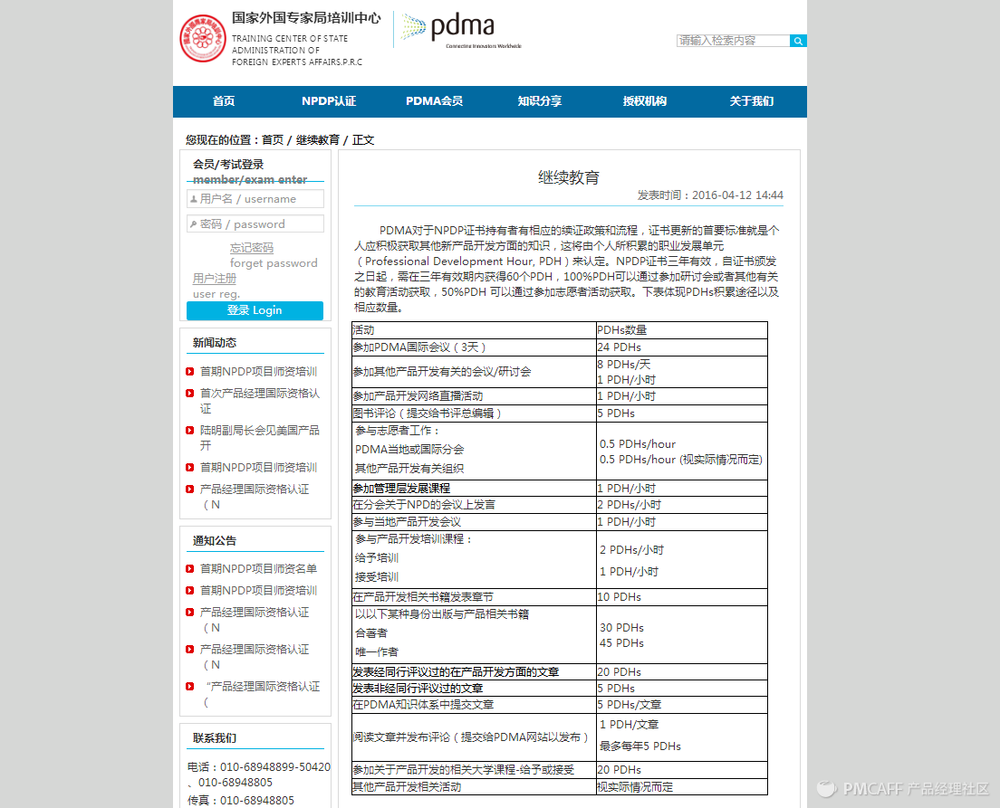 国家外国专家局培训中心
TRAINING CENTER OF STATE
ADMINISTRATION OF
FOREIGN EXPERTS AFFAIRS.P.R.C
pdma
Connecting Innovators Worldwide
请输入检索内容
首页 NPDP认证 PDMA会员 知识分享 授权机构 关于我们
您现在的位置：首页 / 继续教育 / 正文
会员/考试登录
member/exam enter
用户名 / username
密码 / password
忘记密码
forget password
用户注册
user reg.
登录 Login
新闻动态
首期NPDP项目师资培训
首次产品经理国际资格认
证
陆明副局长会见美国产品
开
首期NPDP项目师资培训
产品经理国际资格认证
（N
通知公告
首期NPDP项目师资名单
首期NPDP项目师资培训
产品经理国际资格认证
（N
产品经理国际资格认证
（N
“产品经理国际资格认证
（
联系我们
电话：010-68948899-50420
、010-68948805
传真：010-68948805
继续教育
发表时间：2016-04-12 14:44
PDMA对于NPDP证书持有者有相应的续证政策和流程，证书更新的首要标准就是个
人应积极获取其他新产品开发方面的知识，这将由个人所积累的职业发展单元
（Professional Development Hour, PDH）来认定。NPDP证书三年有效，自证书颁发
之日起，需在三年有效期内获得60个PDH，100%PDH可以通过参加研讨会或者其他有关
的教育活动获取，50%PDH 可以通过参加志愿者活动获取。下表体现PDHs积累途径以及
相应数量。
活动 PDHs数量
参加PDMA国际会议（3天） 24 PDHs
参加其他产品开发有关的会议/研讨会 8 PDHs/天
1 PDH/小时
参加产品开发网络直播活动 1 PDH/小时
图书评论（提交给书评总编辑） 5 PDHs
参与志愿者工作：
PDMA当地或国际分会 0.5 PDHs/hour
其他产品开发有关组织 0.5 PDHs/hour (视实际情况而定)
参加管理层发展课程 1 PDH/小时
在分会关于NPD的会议上发言 2 PDHs/小时
参与当地产品开发会议 1 PDH/小时
参与产品开发培训课程：
给予培训 2 PDHs/小时
接受培训 1 PDH/小时
在产品开发相关书籍发表章节 10 PDHs
以以下某种身份出版与产品相关书籍
合著者 30 PDHs
唯一作者 45 PDHs
发表经同行评议过的在产品开发方面的文章 20 PDHs
发表非经同行评议过的文章 5 PDHs
在PDMA知识体系中提交文章 5 PDHs/文章
阅读文章并发布评论（提交给PDMA网站以发布） 1 PDH/文章
最多每年5 PDHs
参加关于产品开发的相关大学课程-给予或接受 20 PDHs
其他产品开发相关活动 视实际情况而定
PMCAFF 产品经理社区